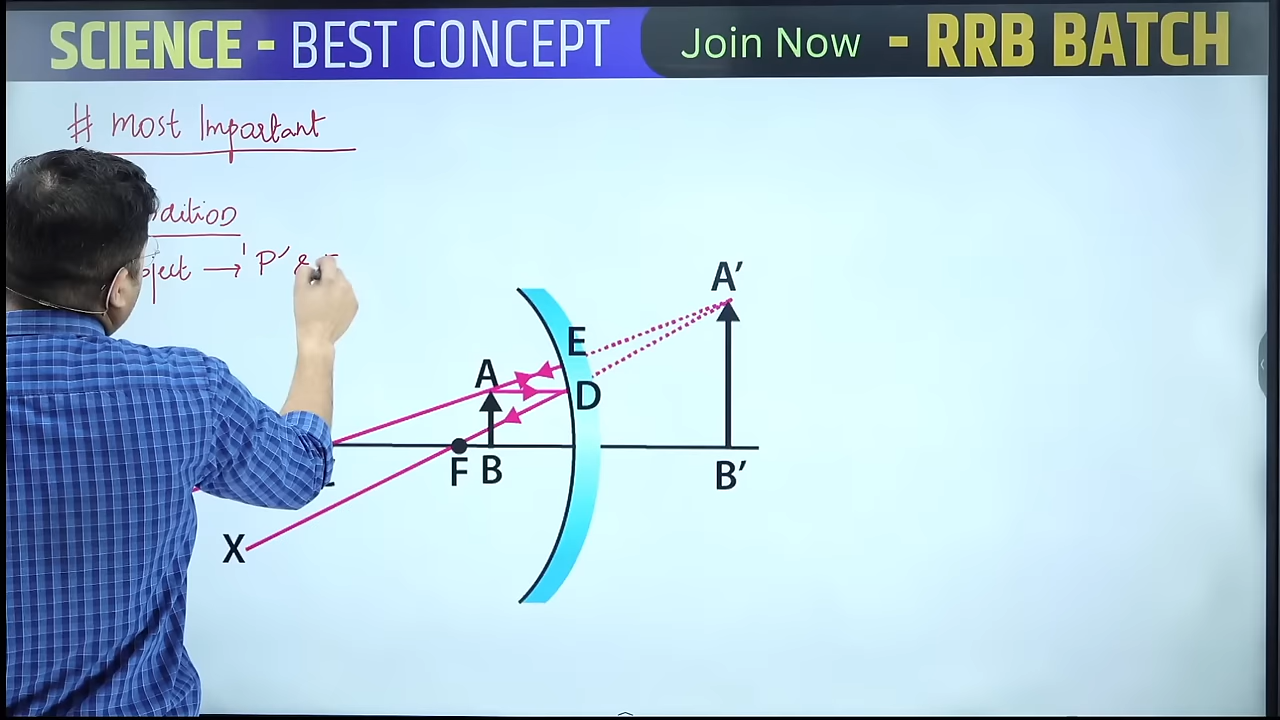 SCIENCE - BEST CONCEPT
Join Now - RRB BATCH
# Most Important
→ 'P' &
A'
E
A
D
F B
B'
X